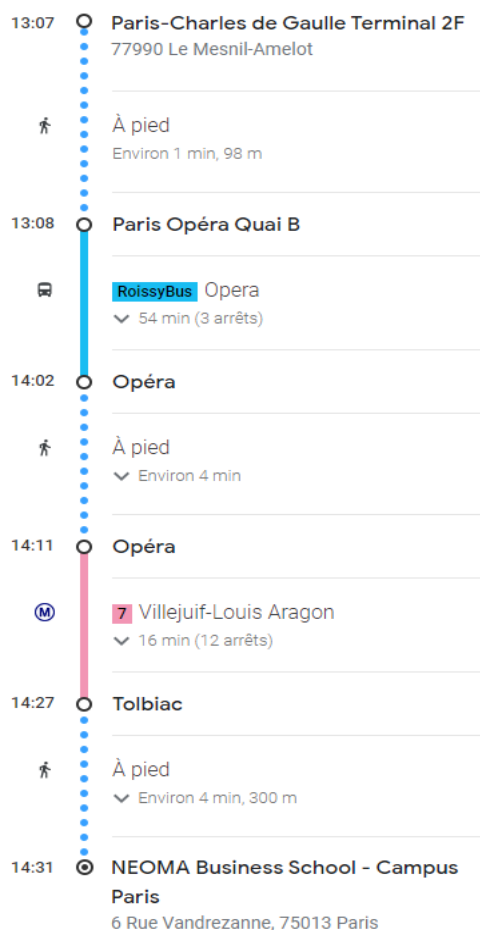 13:07 Paris-Charles de Gaulle Terminal 2F
77990 Le Mesnil-Amelot
À pied
Environ 1 min, 98 m
13:08 Paris Opéra Quai B
RoissyBus Opera
54 min (3 arrêts)
14:02 Opéra
À pied
Environ 4 min
14:11 Opéra
M 7 Villejuif-Louis Aragon
16 min (12 arrêts)
14:27 Tolbiac
À pied
Environ 4 min, 300 m
14:31 NEOMA Business School - Campus
Paris
6 Rue Vandrezanne, 75013 Paris